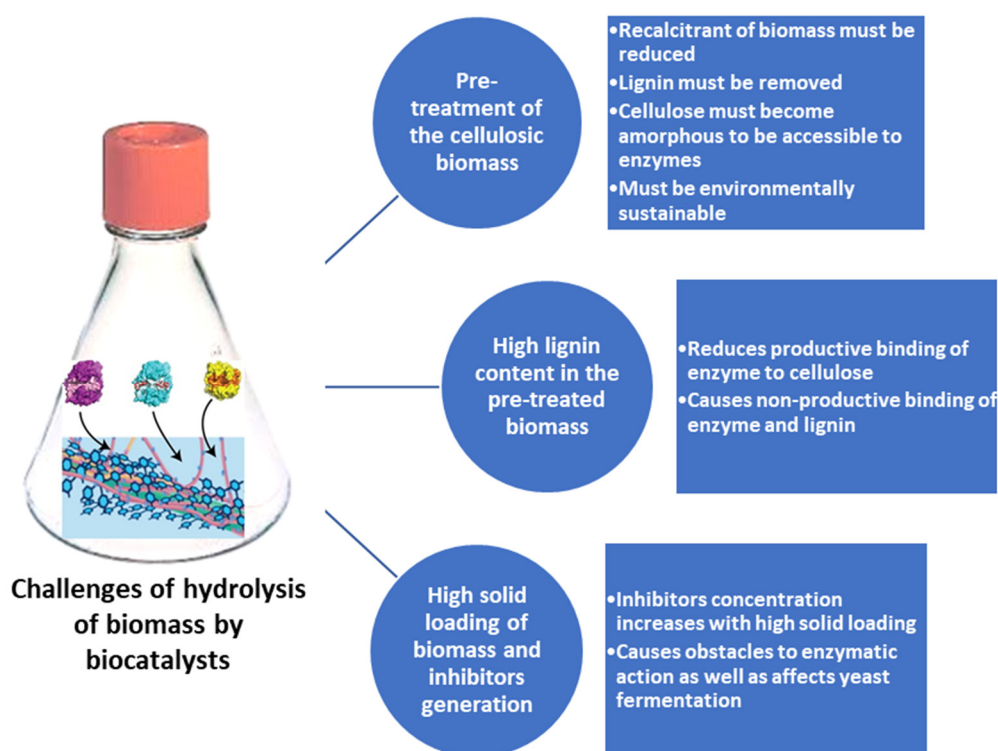 Pre-
treatment of
the cellulosic
biomass
•Recalcitrant of biomass must be
reduced
•Lignin must be removed
•Cellulose must become
amorphous to be accessible to
enzymes
•Must be environmentally
sustainable
High lignin
content in the
pre-treated
biomass
•Reduces productive binding of
enzyme to cellulose
•Causes non-productive binding of
enzyme and lignin
Challenges of hydrolysis
of biomass by
biocatalysts
High solid
loading of
biomass and
inhibitors
generation
•Inhibitors concentration
increases with high solid loading
•Causes obstacles to enzymatic
action as well as affects yeast
fermentation